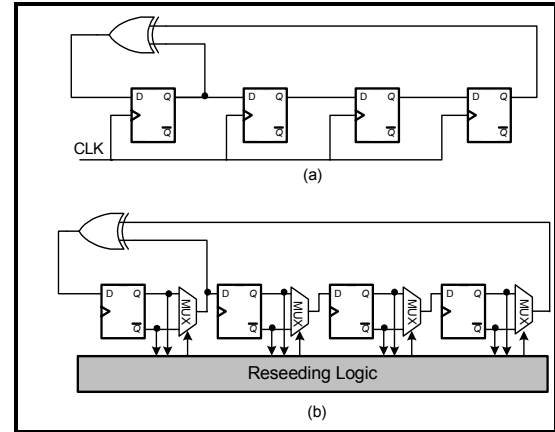 D Q D Q D Q D Q
Q Q Q Q
CLK
(a)
D Q MUX D Q MUX D Q MUX D Q MUX
Q Q Q Q
Reseeding Logic
(b)